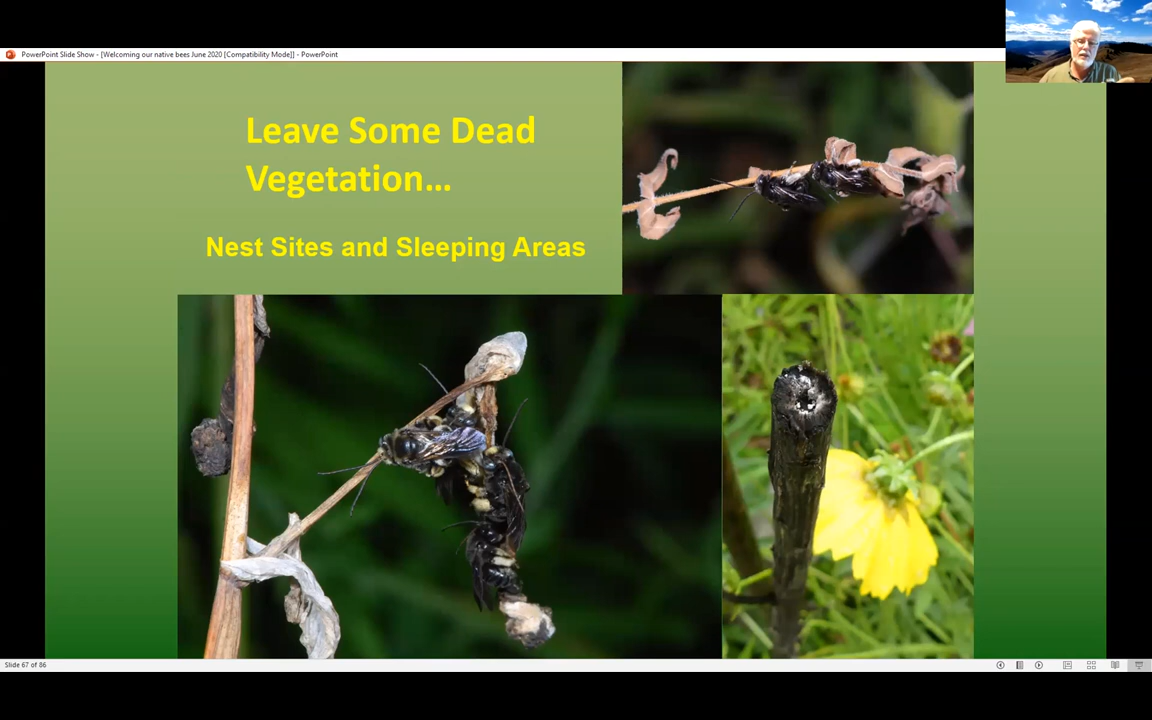 PowerPoint Slide Show - [Welcoming our native bees June 2020 [Compatibility Mode]] - PowerPoint
Leave Some Dead
Vegetation...
Nest Sites and Sleeping Areas
Slide 67 of 86